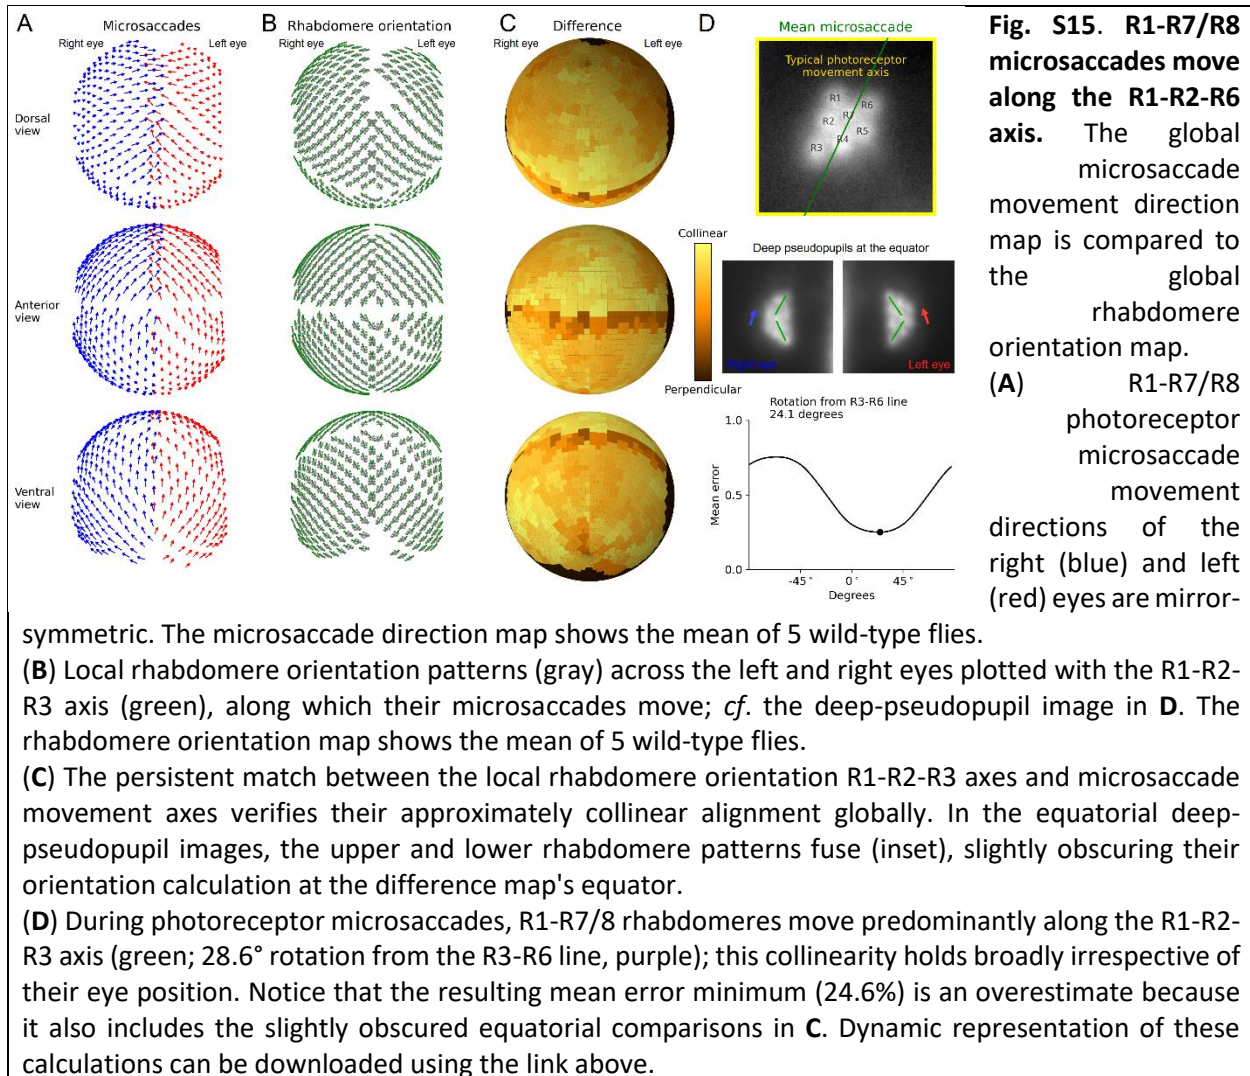 A
Microsaccades
Right eye
Left eye
B
Rhabdomere orientation
Right eye
Left eye
C
Difference
Right eye
Left eye
D
Mean microsaccade
Typical photoreceptor
movement axis
R1
R6
R2
R7
R5
R3
R4
Dorsal
view
Anterior
view
Ventral
view
Collinear
Perpendicular
Deep pseudopupils at the equator
Right eye
Left eye
Rotation from R3-R6 line
24.1 degrees
1.0
0.5
0.0
Mean error
-45°
0°
45°
Degrees
Fig. S15. R1-R7/R8
microsaccades move
along the R1-R2-R6
axis. The global
microsaccade
movement direction
map is compared to
the global
rhabdomere
orientation map.
(A) R1-R7/R8
photoreceptor
microsaccade
movement
directions of the
right (blue) and left
(red) eyes are mirror-
symmetric. The microsaccade direction map shows the mean of 5 wild-type flies.
(B) Local rhabdomere orientation patterns (gray) across the left and right eyes plotted with the R1-R2-
R3 axis (green), along which their microsaccades move; cf. the deep-pseudopupil image in D. The
rhabdomere orientation map shows the mean of 5 wild-type flies.
(C) The persistent match between the local rhabdomere orientation R1-R2-R3 axes and microsaccade
movement axes verifies their approximately collinear alignment globally. In the equatorial deep-
pseudopupil images, the upper and lower rhabdomere patterns fuse (inset), slightly obscuring their
orientation calculation at the difference map's equator.
(D) During photoreceptor microsaccades, R1-R7/8 rhabdomeres move predominantly along the R1-R2-
R3 axis (green; 28.6° rotation from the R3-R6 line, purple); this collinearity holds broadly irrespective of
their eye position. Notice that the resulting mean error minimum (24.6%) is an overestimate because
it also includes the slightly obscured equatorial comparisons in C. Dynamic representation of these
calculations can be downloaded using the link above.